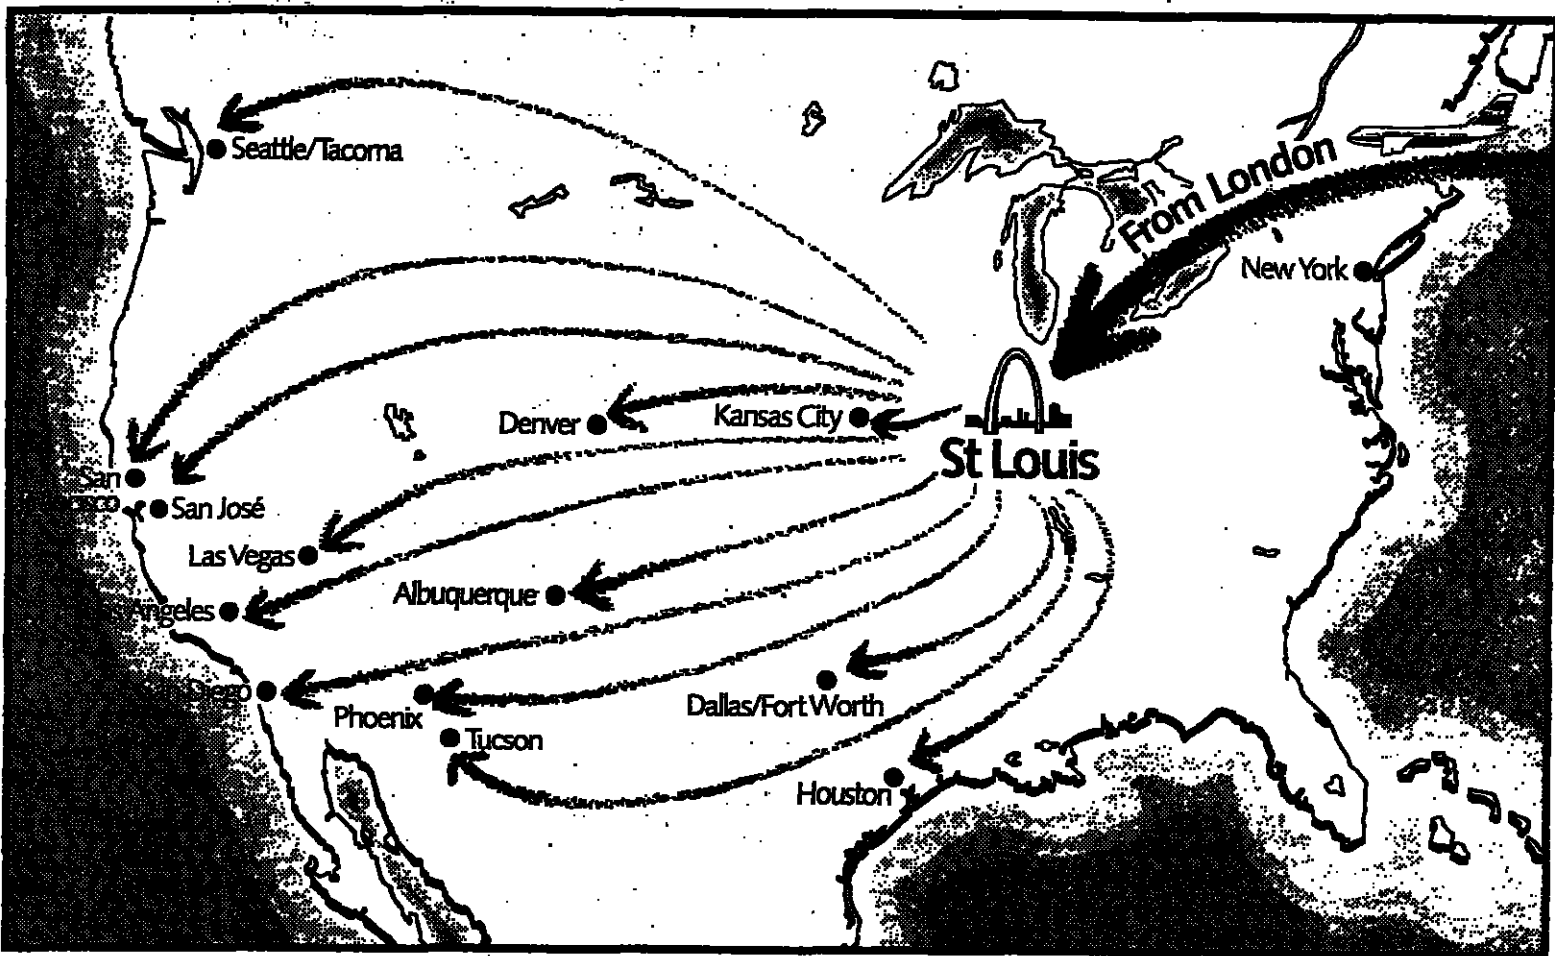 Seattle/Tacoma
From London
New York
Denver
Kansas City
St Louis
San
San José
Las Vegas
Albuquerque
Angeles
Diego
Phoenix
Dallas/Fort Worth
Tucson
Houston